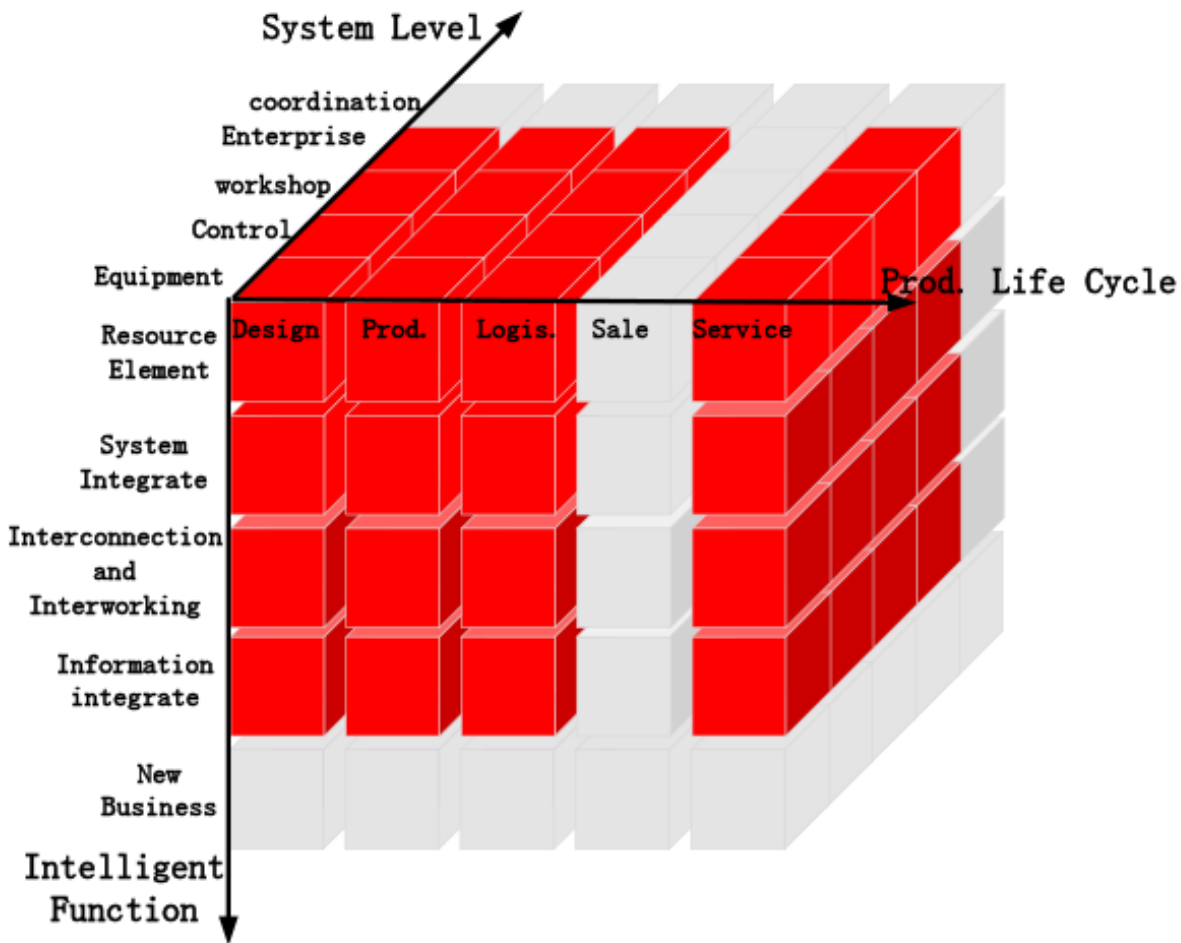 System Level
coordination
Enterprise
workshop
Control
Equipment
Prod. Life Cycle
Design
Prod.
Logis.
Sale
Service
Resource
Element
System
Integrate
Interconnection
and
Interworking
Information
integrate
New
Business
Intelligent
Function